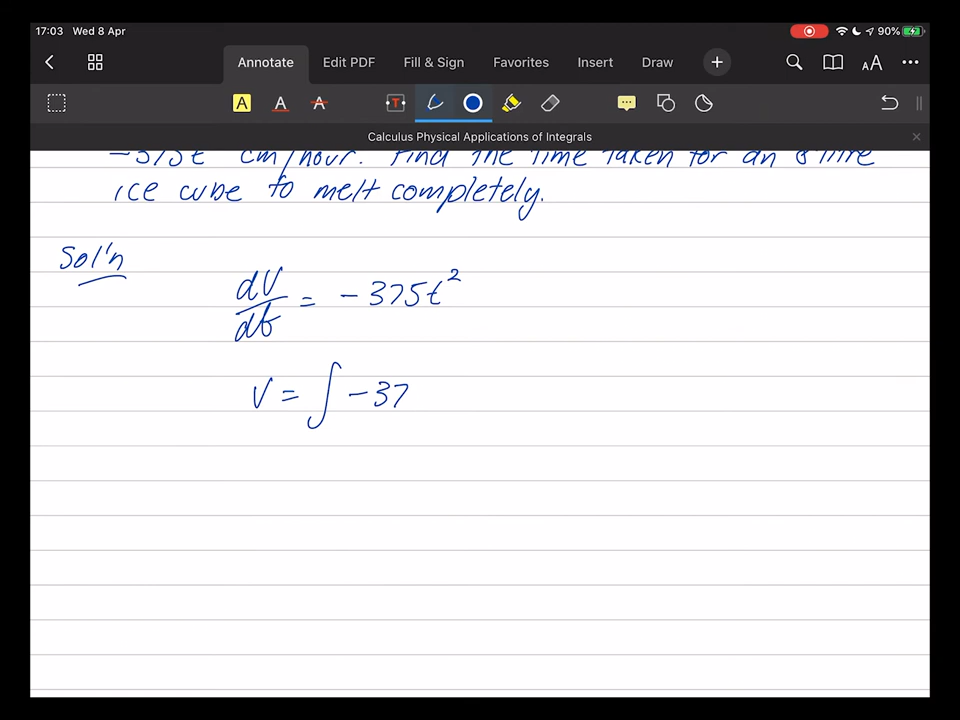 17:03 Wed 8 Apr 90%
Annotate Edit PDF Fill & Sign Favorites Insert Draw
Calculus Physical Applications of Integrals
-375t cm/hour. Find the time taken for an 8 litre
ice cube to melt completely.
Sol'n
dV/dt = -375t²
V = ∫ -37